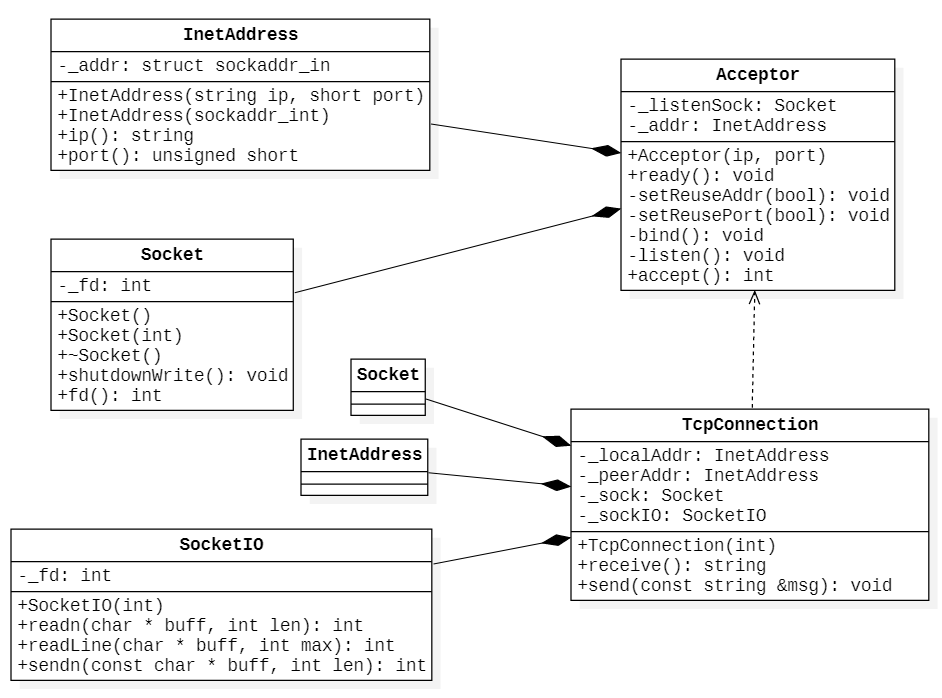 InetAddress
-_addr: struct sockaddr_in
+InetAddress(string ip, short port)
+InetAddress(sockaddr_int)
+ip(): string
+port(): unsigned short
Acceptor
-_listenSock: Socket
-_addr: InetAddress
+Acceptor(ip, port)
+ready(): void
-setReuseAddr(bool): void
-setReusePort(bool): void
-bind(): void
-listen(): void
+accept(): int
Socket
-_fd: int
+Socket()
+Socket(int)
+~Socket()
+shutdownWrite(): void
+fd(): int
Socket
InetAddress
TcpConnection
-_localAddr: InetAddress
-_peerAddr: InetAddress
-_sock: Socket
-_sockIO: SocketIO
+TcpConnection(int)
+receive(): string
+send(const string &msg): void
SocketIO
-_fd: int
+SocketIO(int)
+readn(char * buff, int len): int
+readLine(char * buff, int max): int
+sendn(const char * buff, int len): int